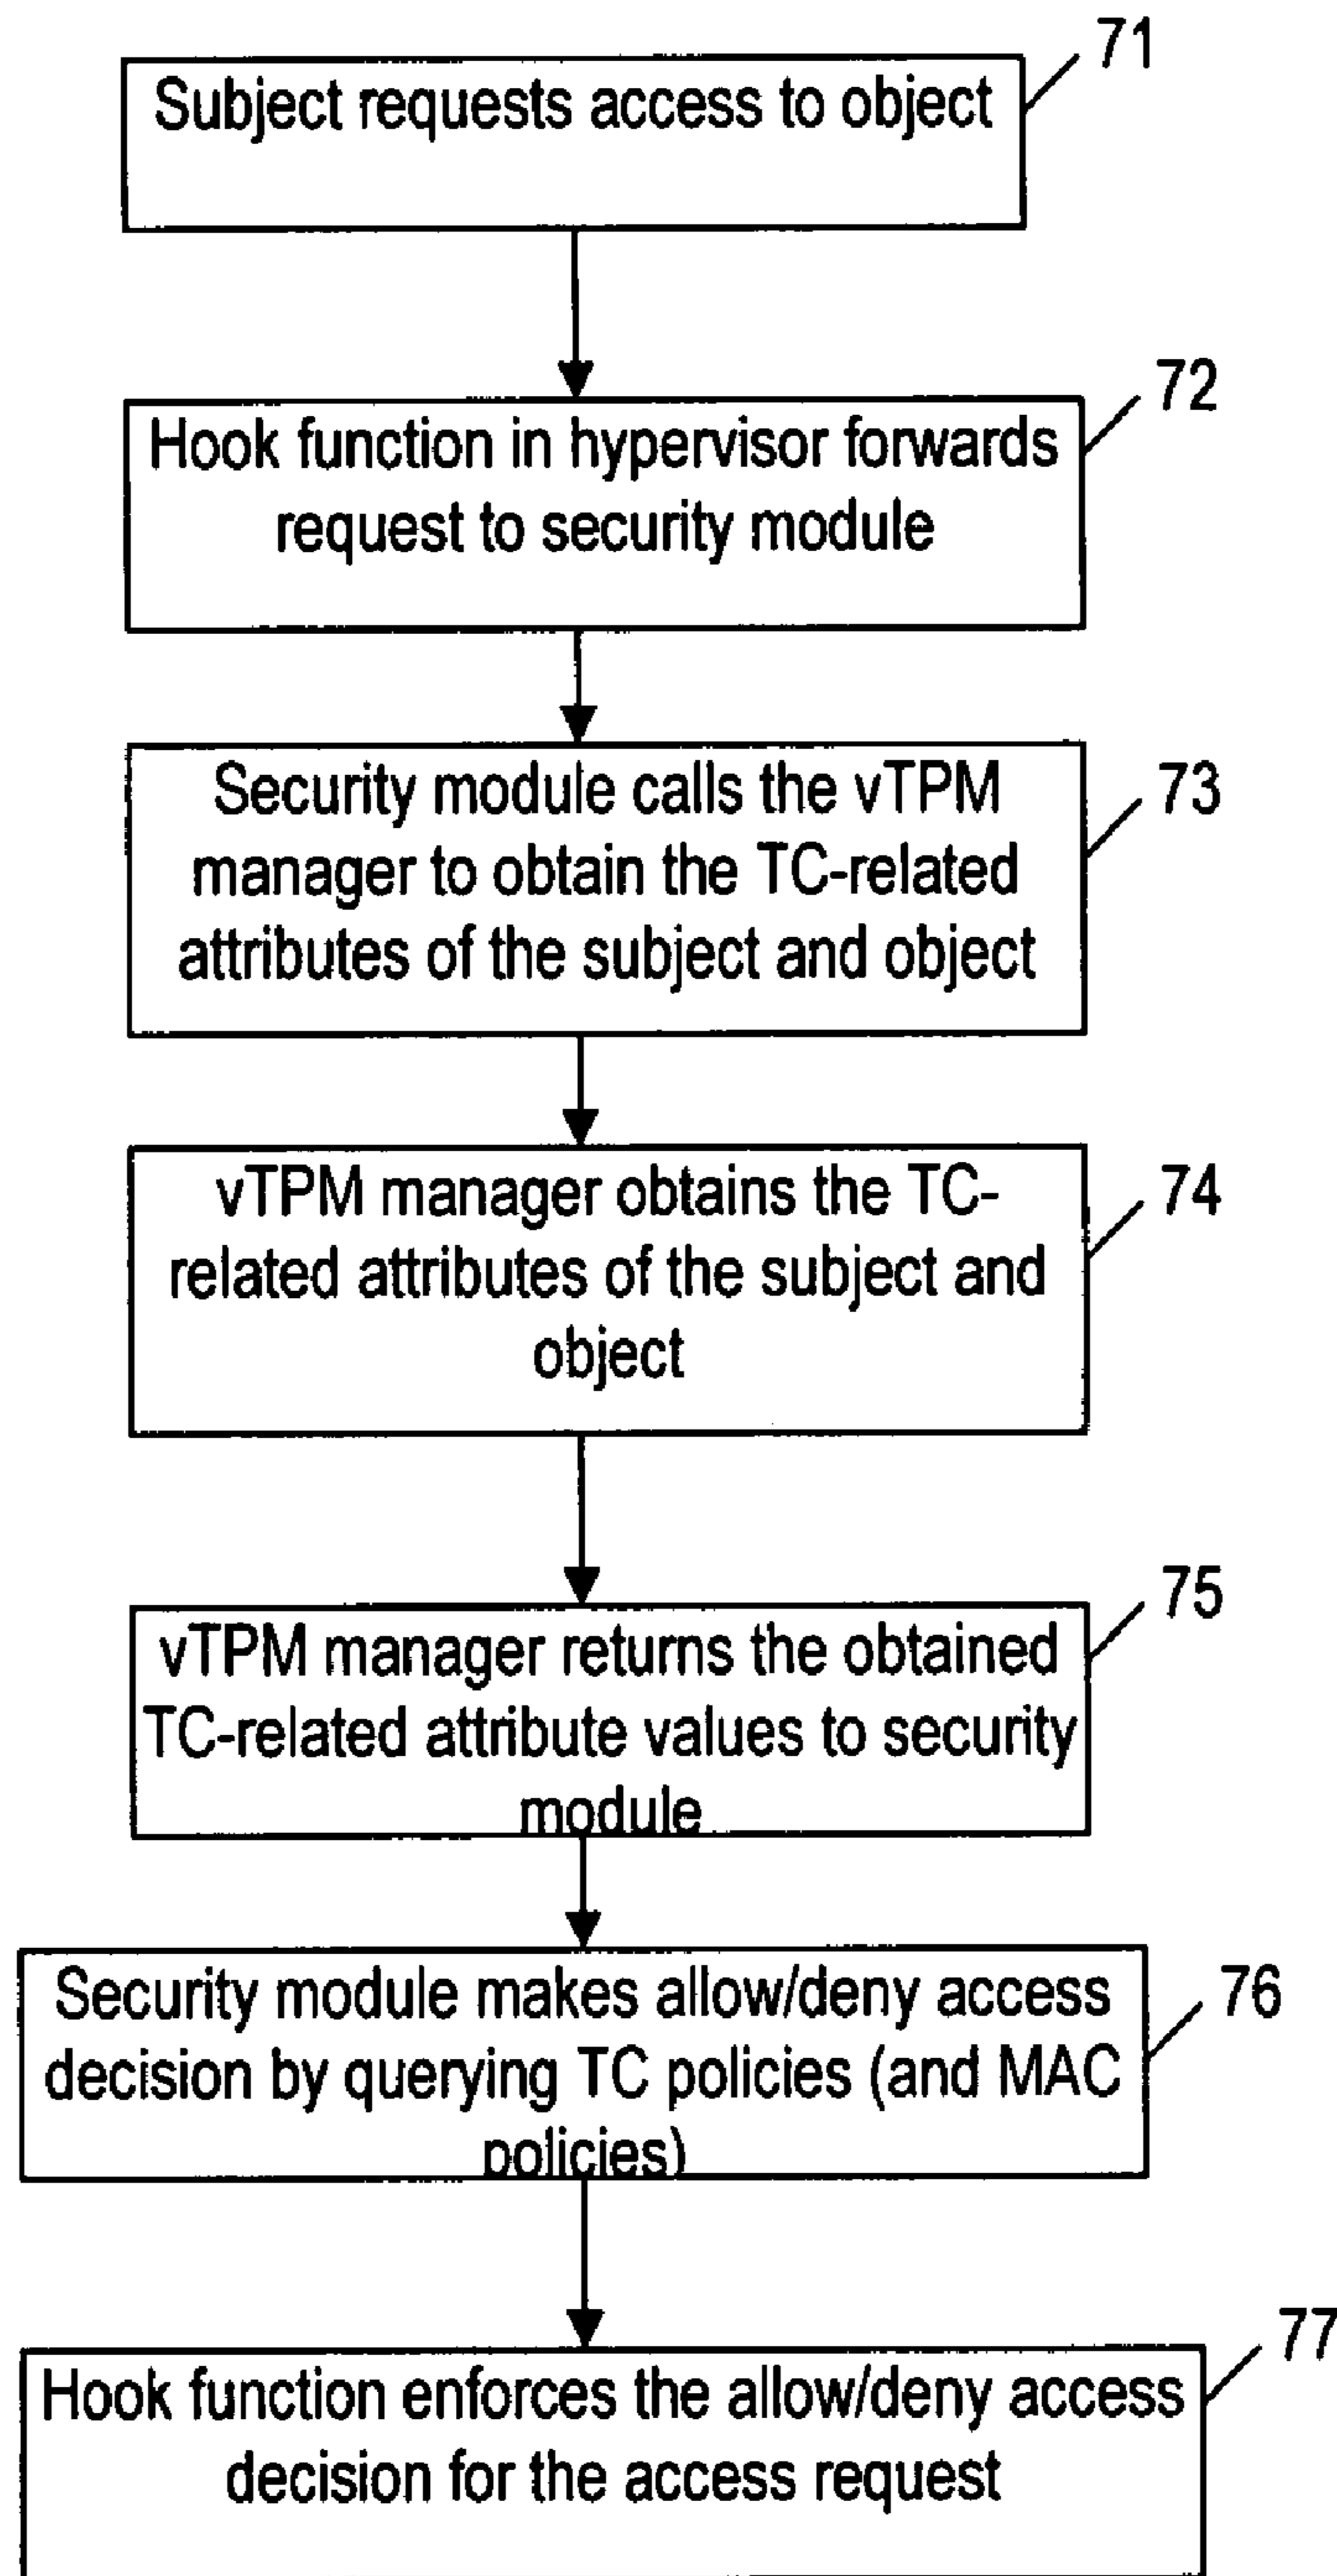 71
Subject requests access to object
72
Hook function in hypervisor forwards
request to security module
73
Security module calls the vTPM
manager to obtain the TC-related
attributes of the subject and object
74
vTPM manager obtains the TC-
related attributes of the subject and
object
75
vTPM manager returns the obtained
TC-related attribute values to security
module
76
Security module makes allow/deny access
decision by querying TC policies (and MAC
policies)
77
Hook function enforces the allow/deny access
decision for the access request